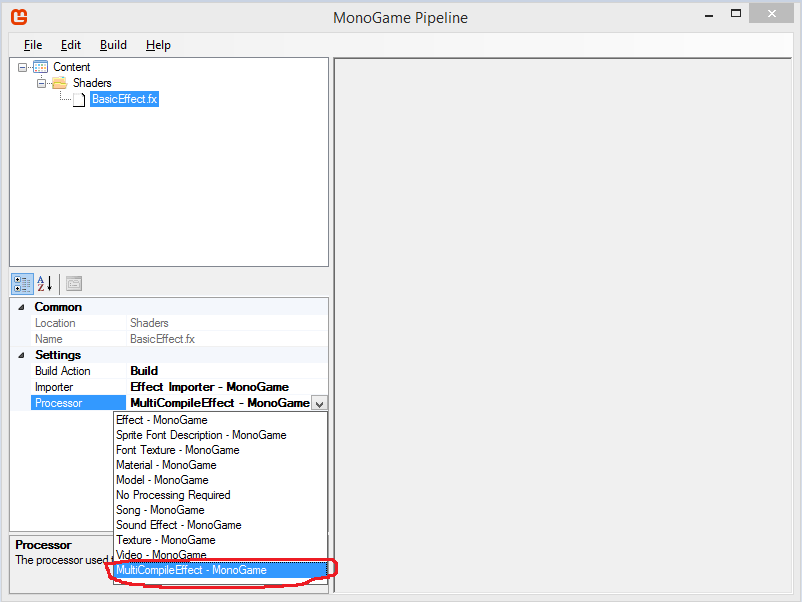 MonoGame Pipeline
File Edit Build Help
Content
Shaders
BasicEffect.fx
A Z
Common
Location Shaders
Name BasicEffect.fx
Settings
Build Action Build
Importer Effect Importer - MonoGame
Processor MultiCompileEffect - MonoGame
Effect - MonoGame
Sprite Font Description - MonoGame
Font Texture - MonoGame
Material - MonoGame
Model - MonoGame
No Processing Required
Song - MonoGame
Sound Effect - MonoGame
Texture - MonoGame
Video - MonoGame
MultiCompileEffect - MonoGame
Processor
The processor used